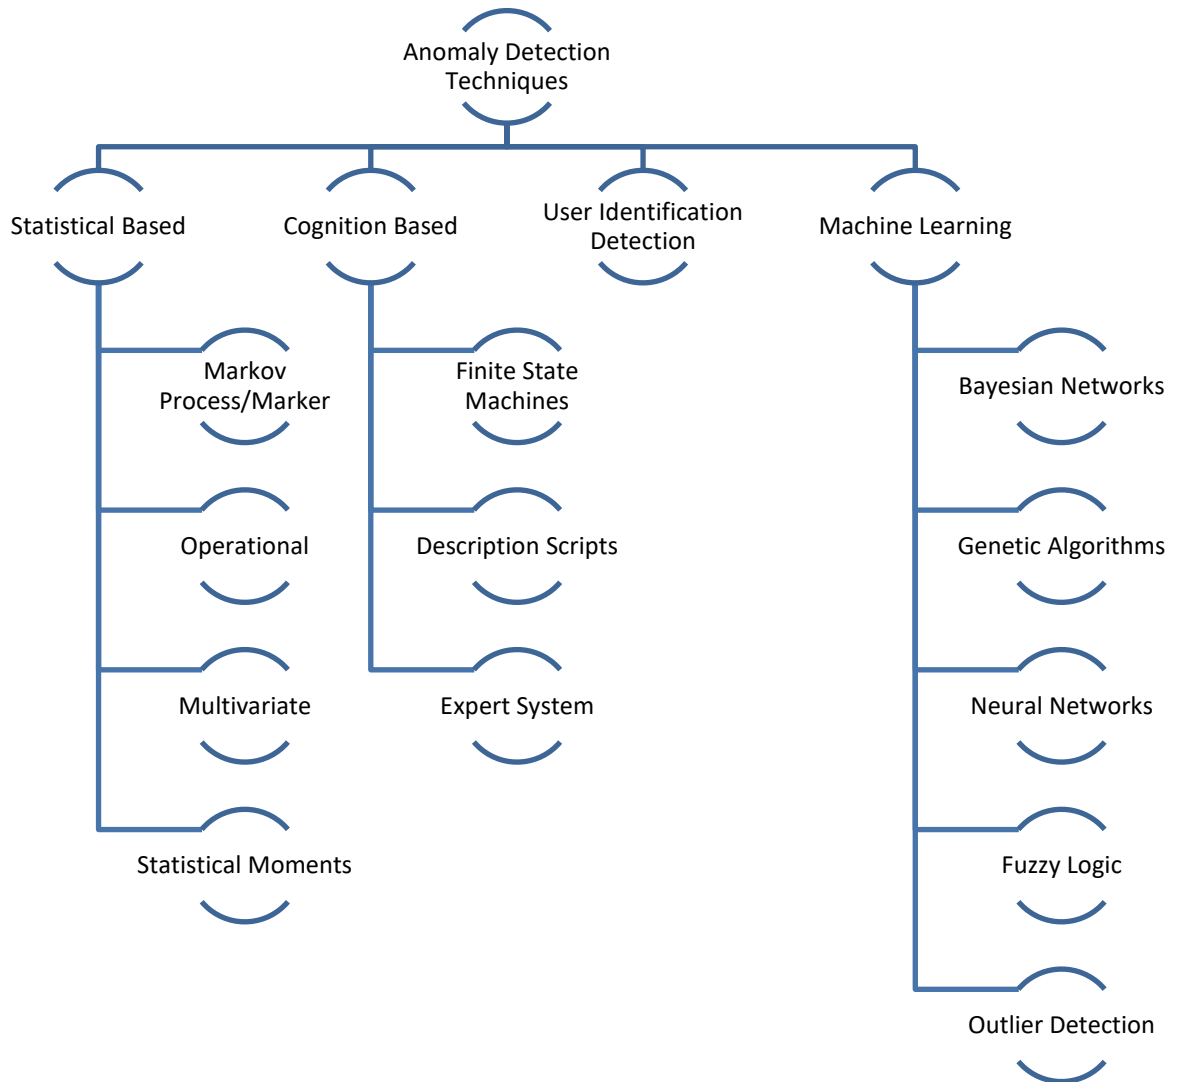 Anomaly Detection
Techniques
Statistical Based
Cognition Based
User Identification
Detection
Machine Learning
Markov
Process/Marker
Finite State
Machines
Bayesian Networks
Operational
Description Scripts
Genetic Algorithms
Multivariate
Expert System
Neural Networks
Statistical Moments
Fuzzy Logic
Outlier Detection